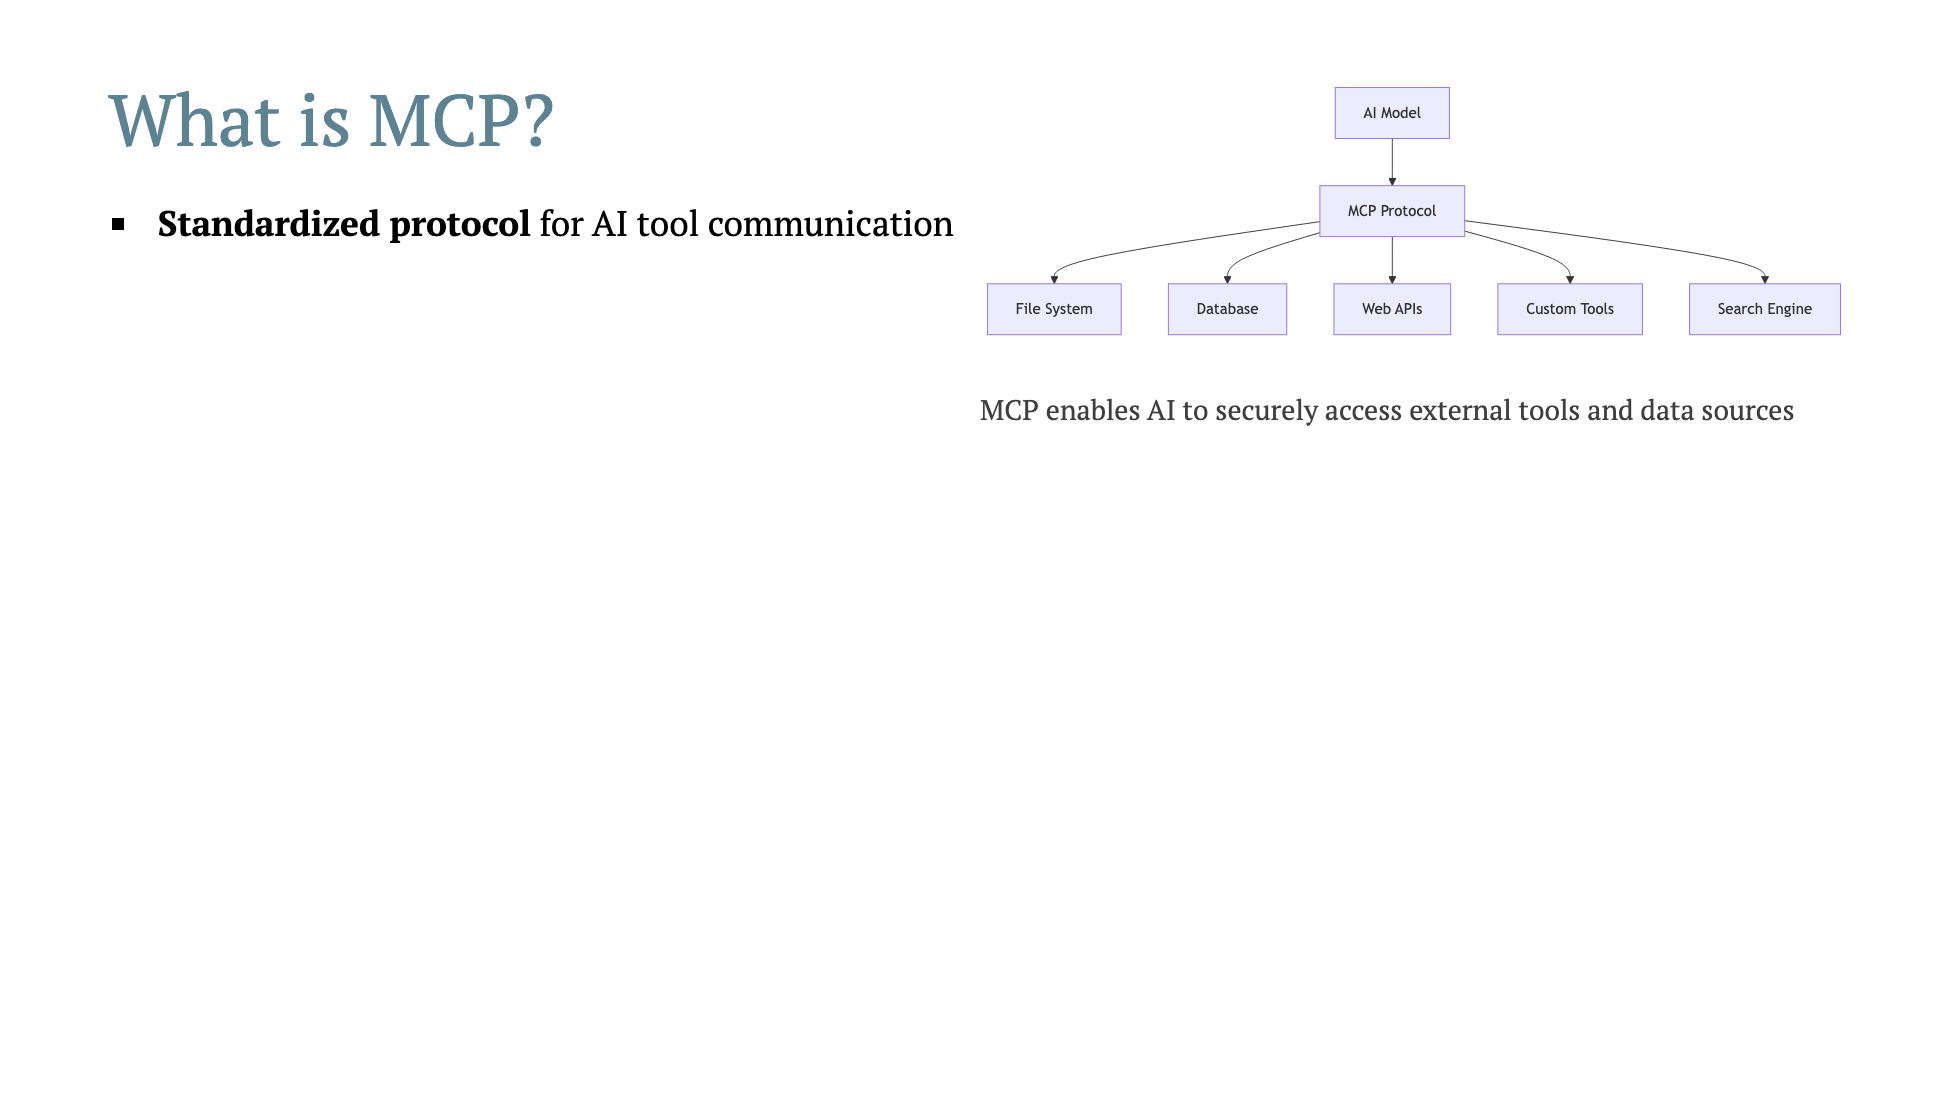 What is MCP?
Standardized protocol for AI tool communication
AI Model
MCP Protocol
File System
Database
Web APIs
Custom Tools
Search Engine
MCP enables AI to securely access external tools and data sources